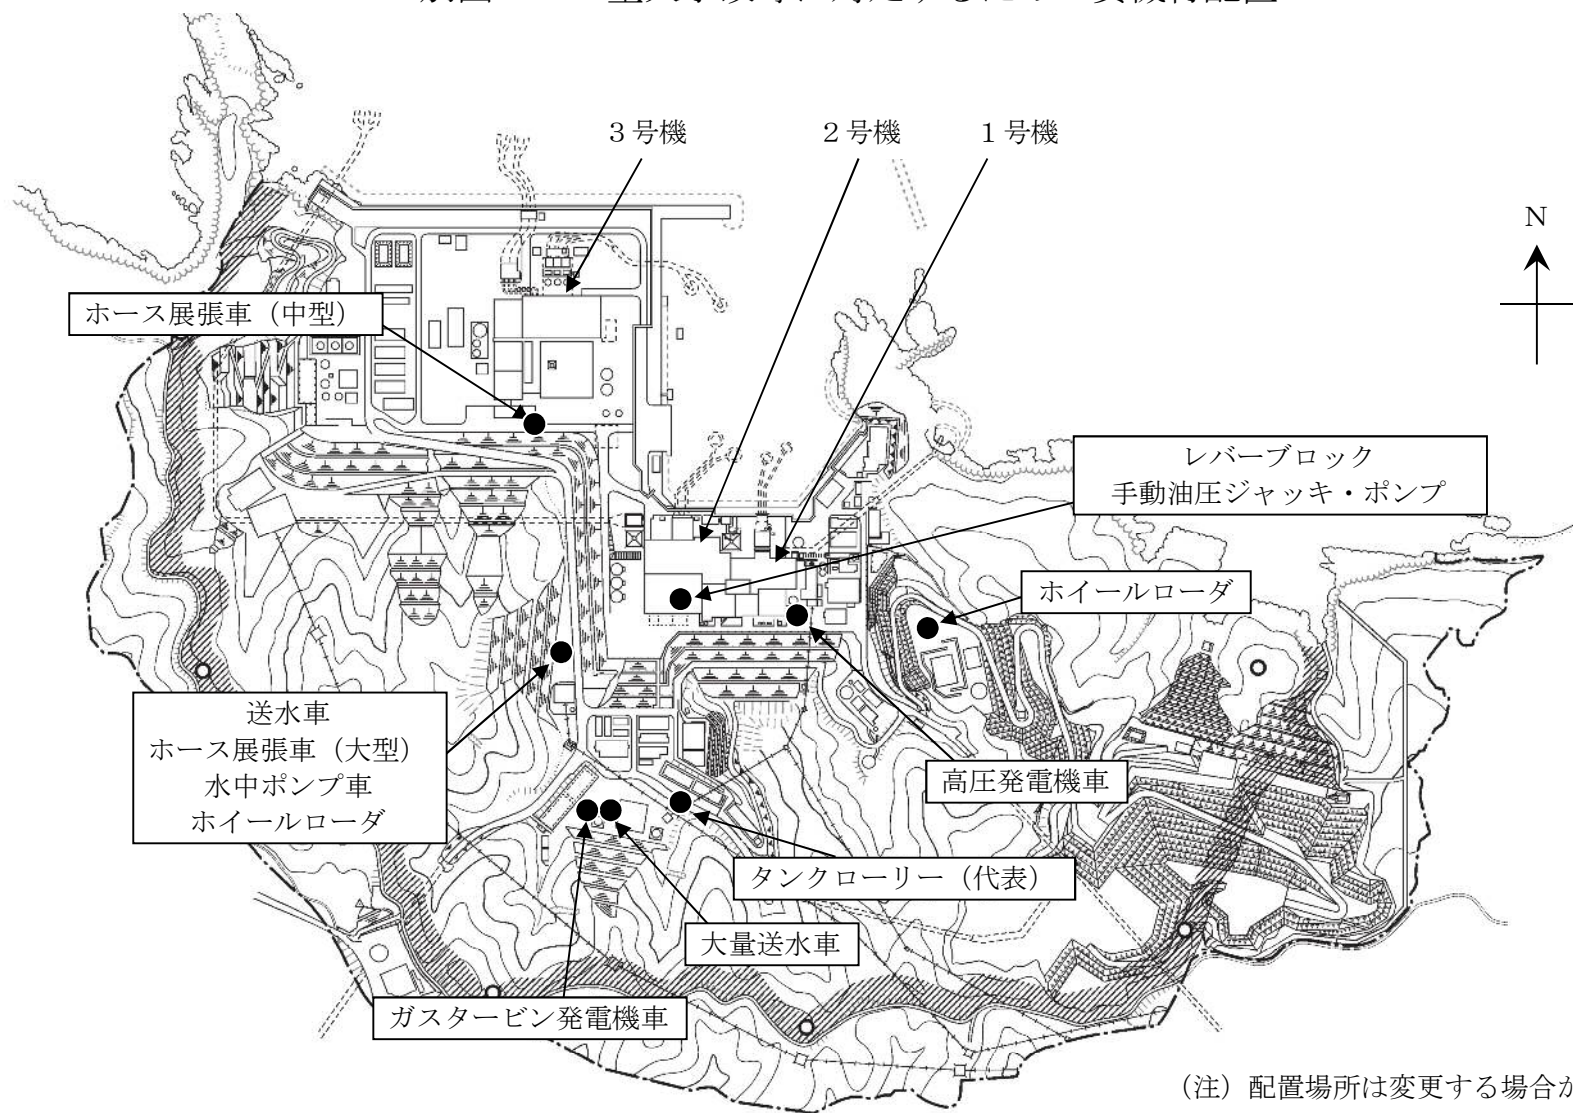 ３号機
２号機
１号機
N
ホース展張車（中型）
レバーブロック
手動油圧ジャッキ・ポンプ
ホイールローダ
送水車
ホース展張車（大型）
水中ポンプ車
ホイールローダ
高圧発電機車
タンクローリー（代表）
大量送水車
ガスタービン発電機車
（注）配置場所は変更する場合が